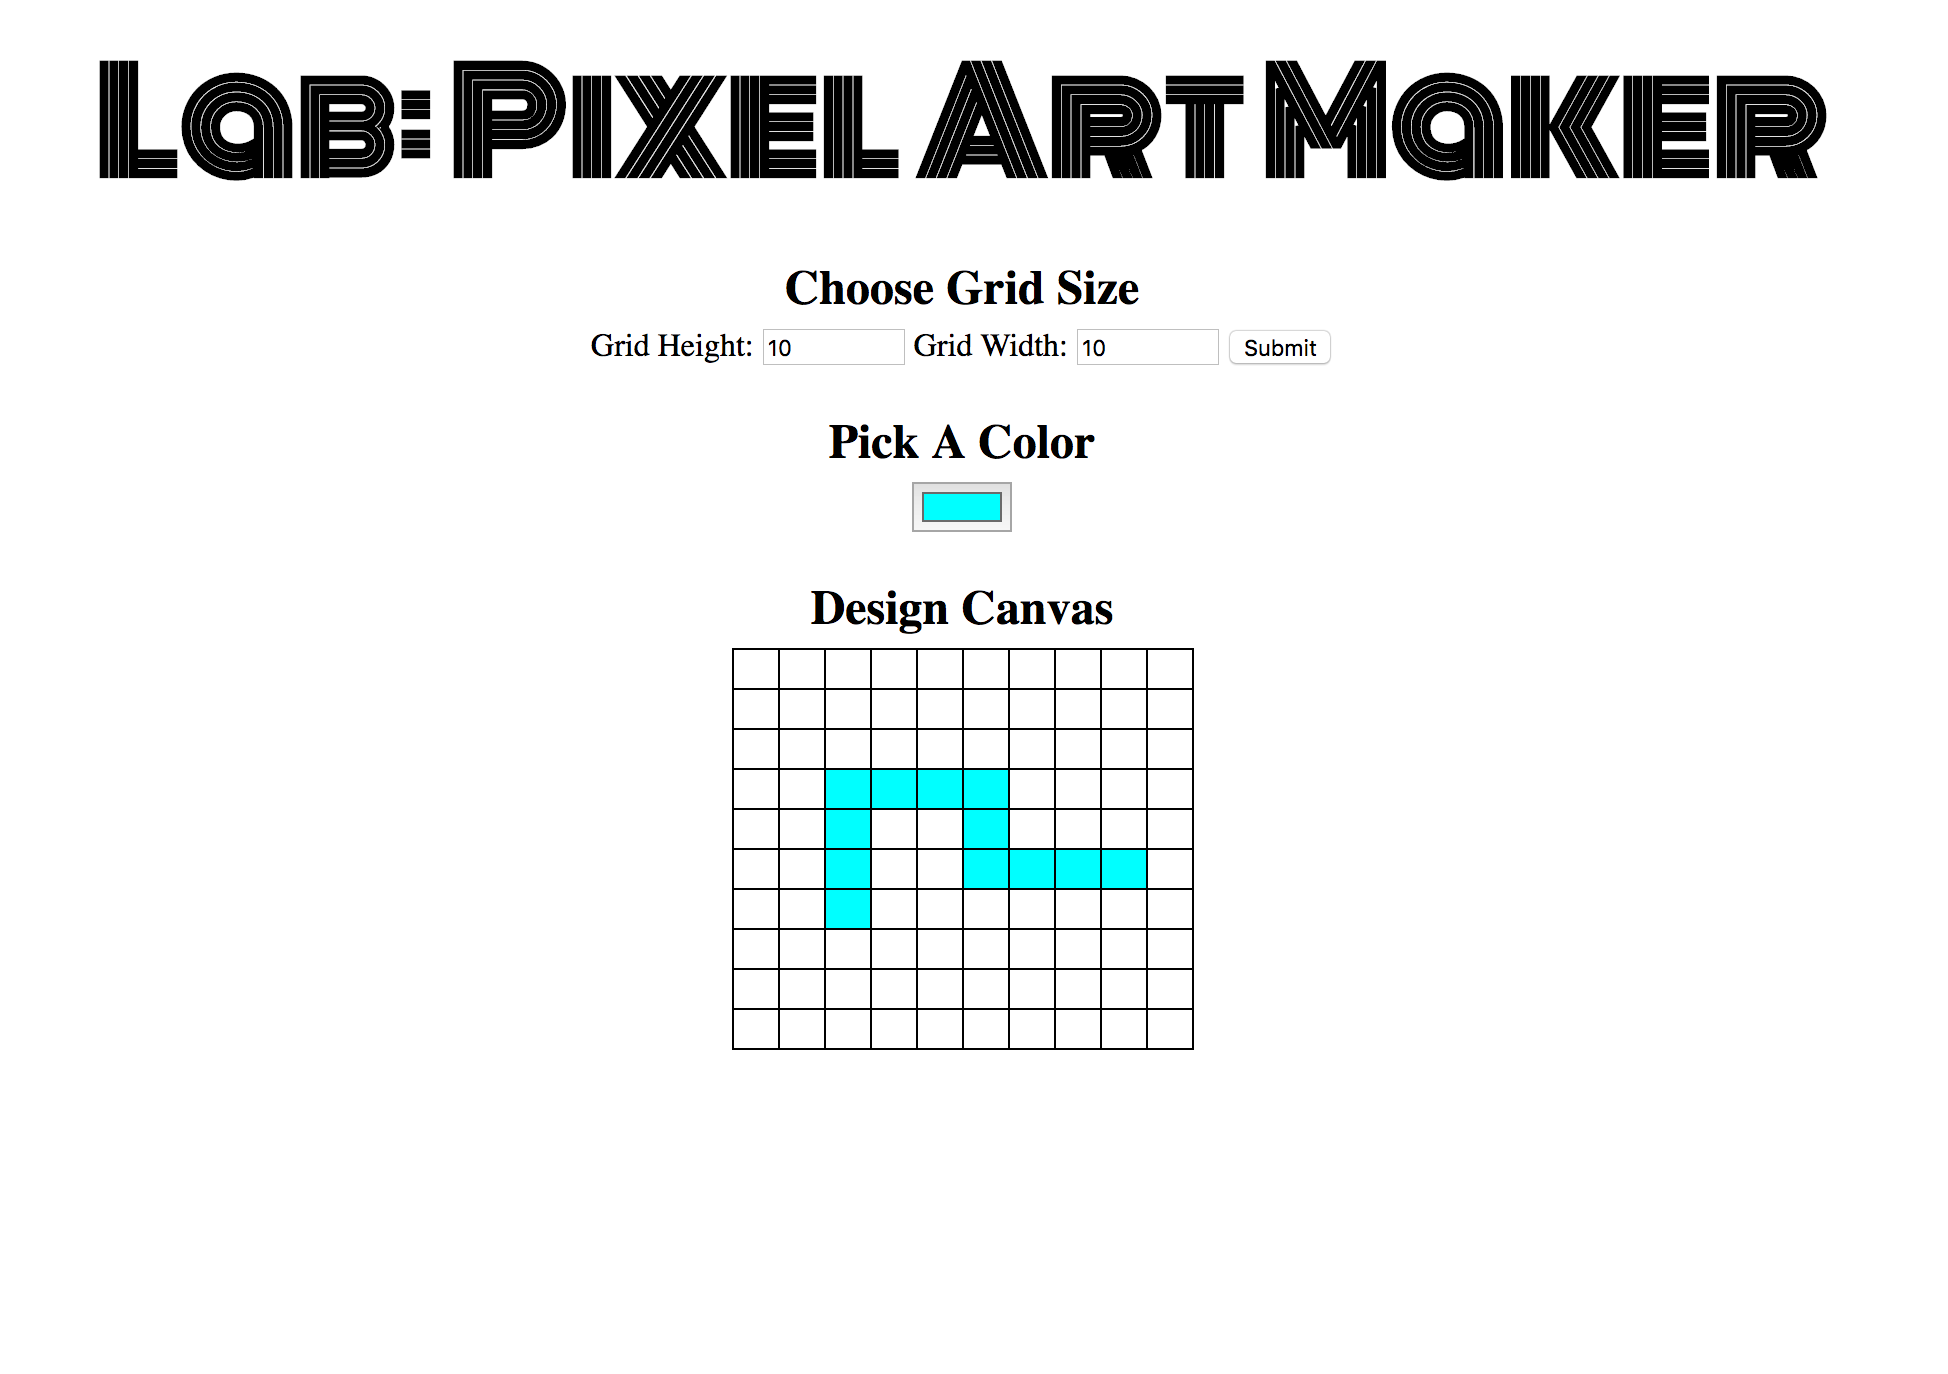 Lab: Pixel Art Maker
Choose Grid Size
Grid Height: 10 Grid Width: 10 Submit
Pick A Color
Design Canvas